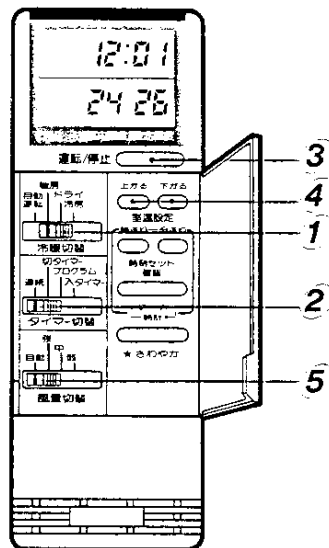 12:01
24 26
運転/停止
3
上がる 下がる
4
室温設定
暖房
ドライ
自動
運転
冷房
1
冷暖切替
時刻セット
切タイマー
プログラム
連続
入タイマー
2
タイマー切替
時計
★さわやか
強
中
自動
弱
5
風量切替